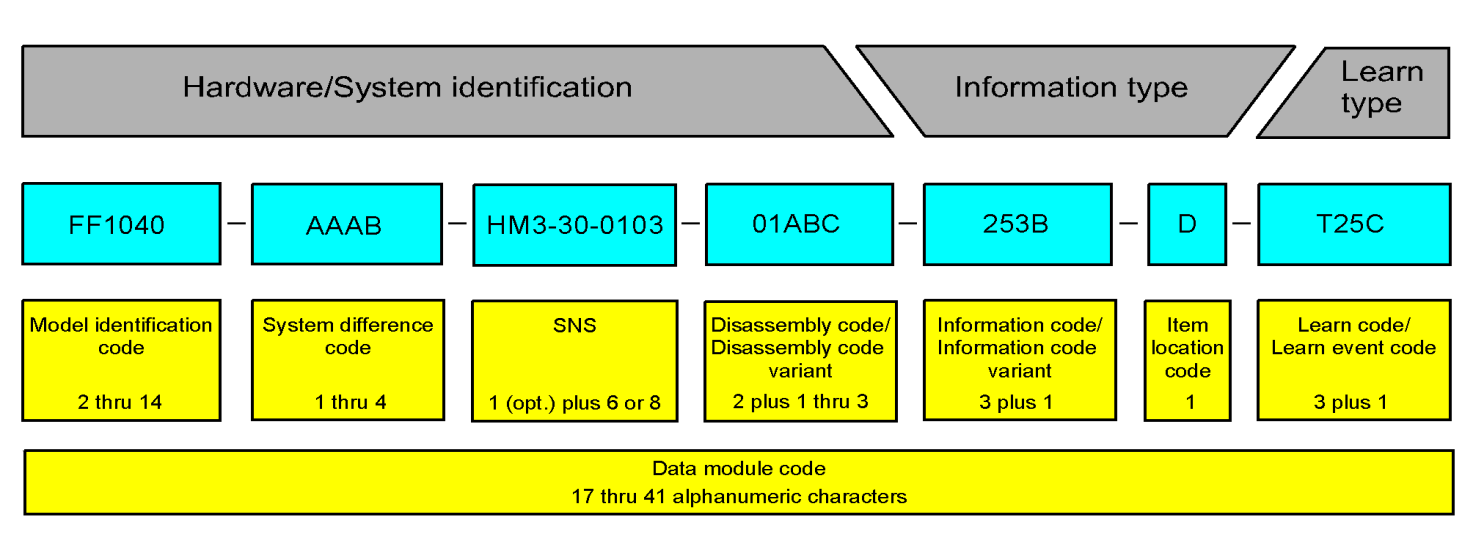 Hardware/System identification
Information type
Learn
type
FF1040 – AAAB – HM3-30-0103 – 01ABC – 253B – D – T25C
Model identification
code
2 thru 14
System difference
code
1 thru 4
SNS
1 (opt.) plus 6 or 8
Disassembly code/
Disassembly code
variant
2 plus 1 thru 3
Information code/
Information code
variant
3 plus 1
Item
location
code
1
Learn code/
Learn event code
3 plus 1
Data module code
17 thru 41 alphanumeric characters